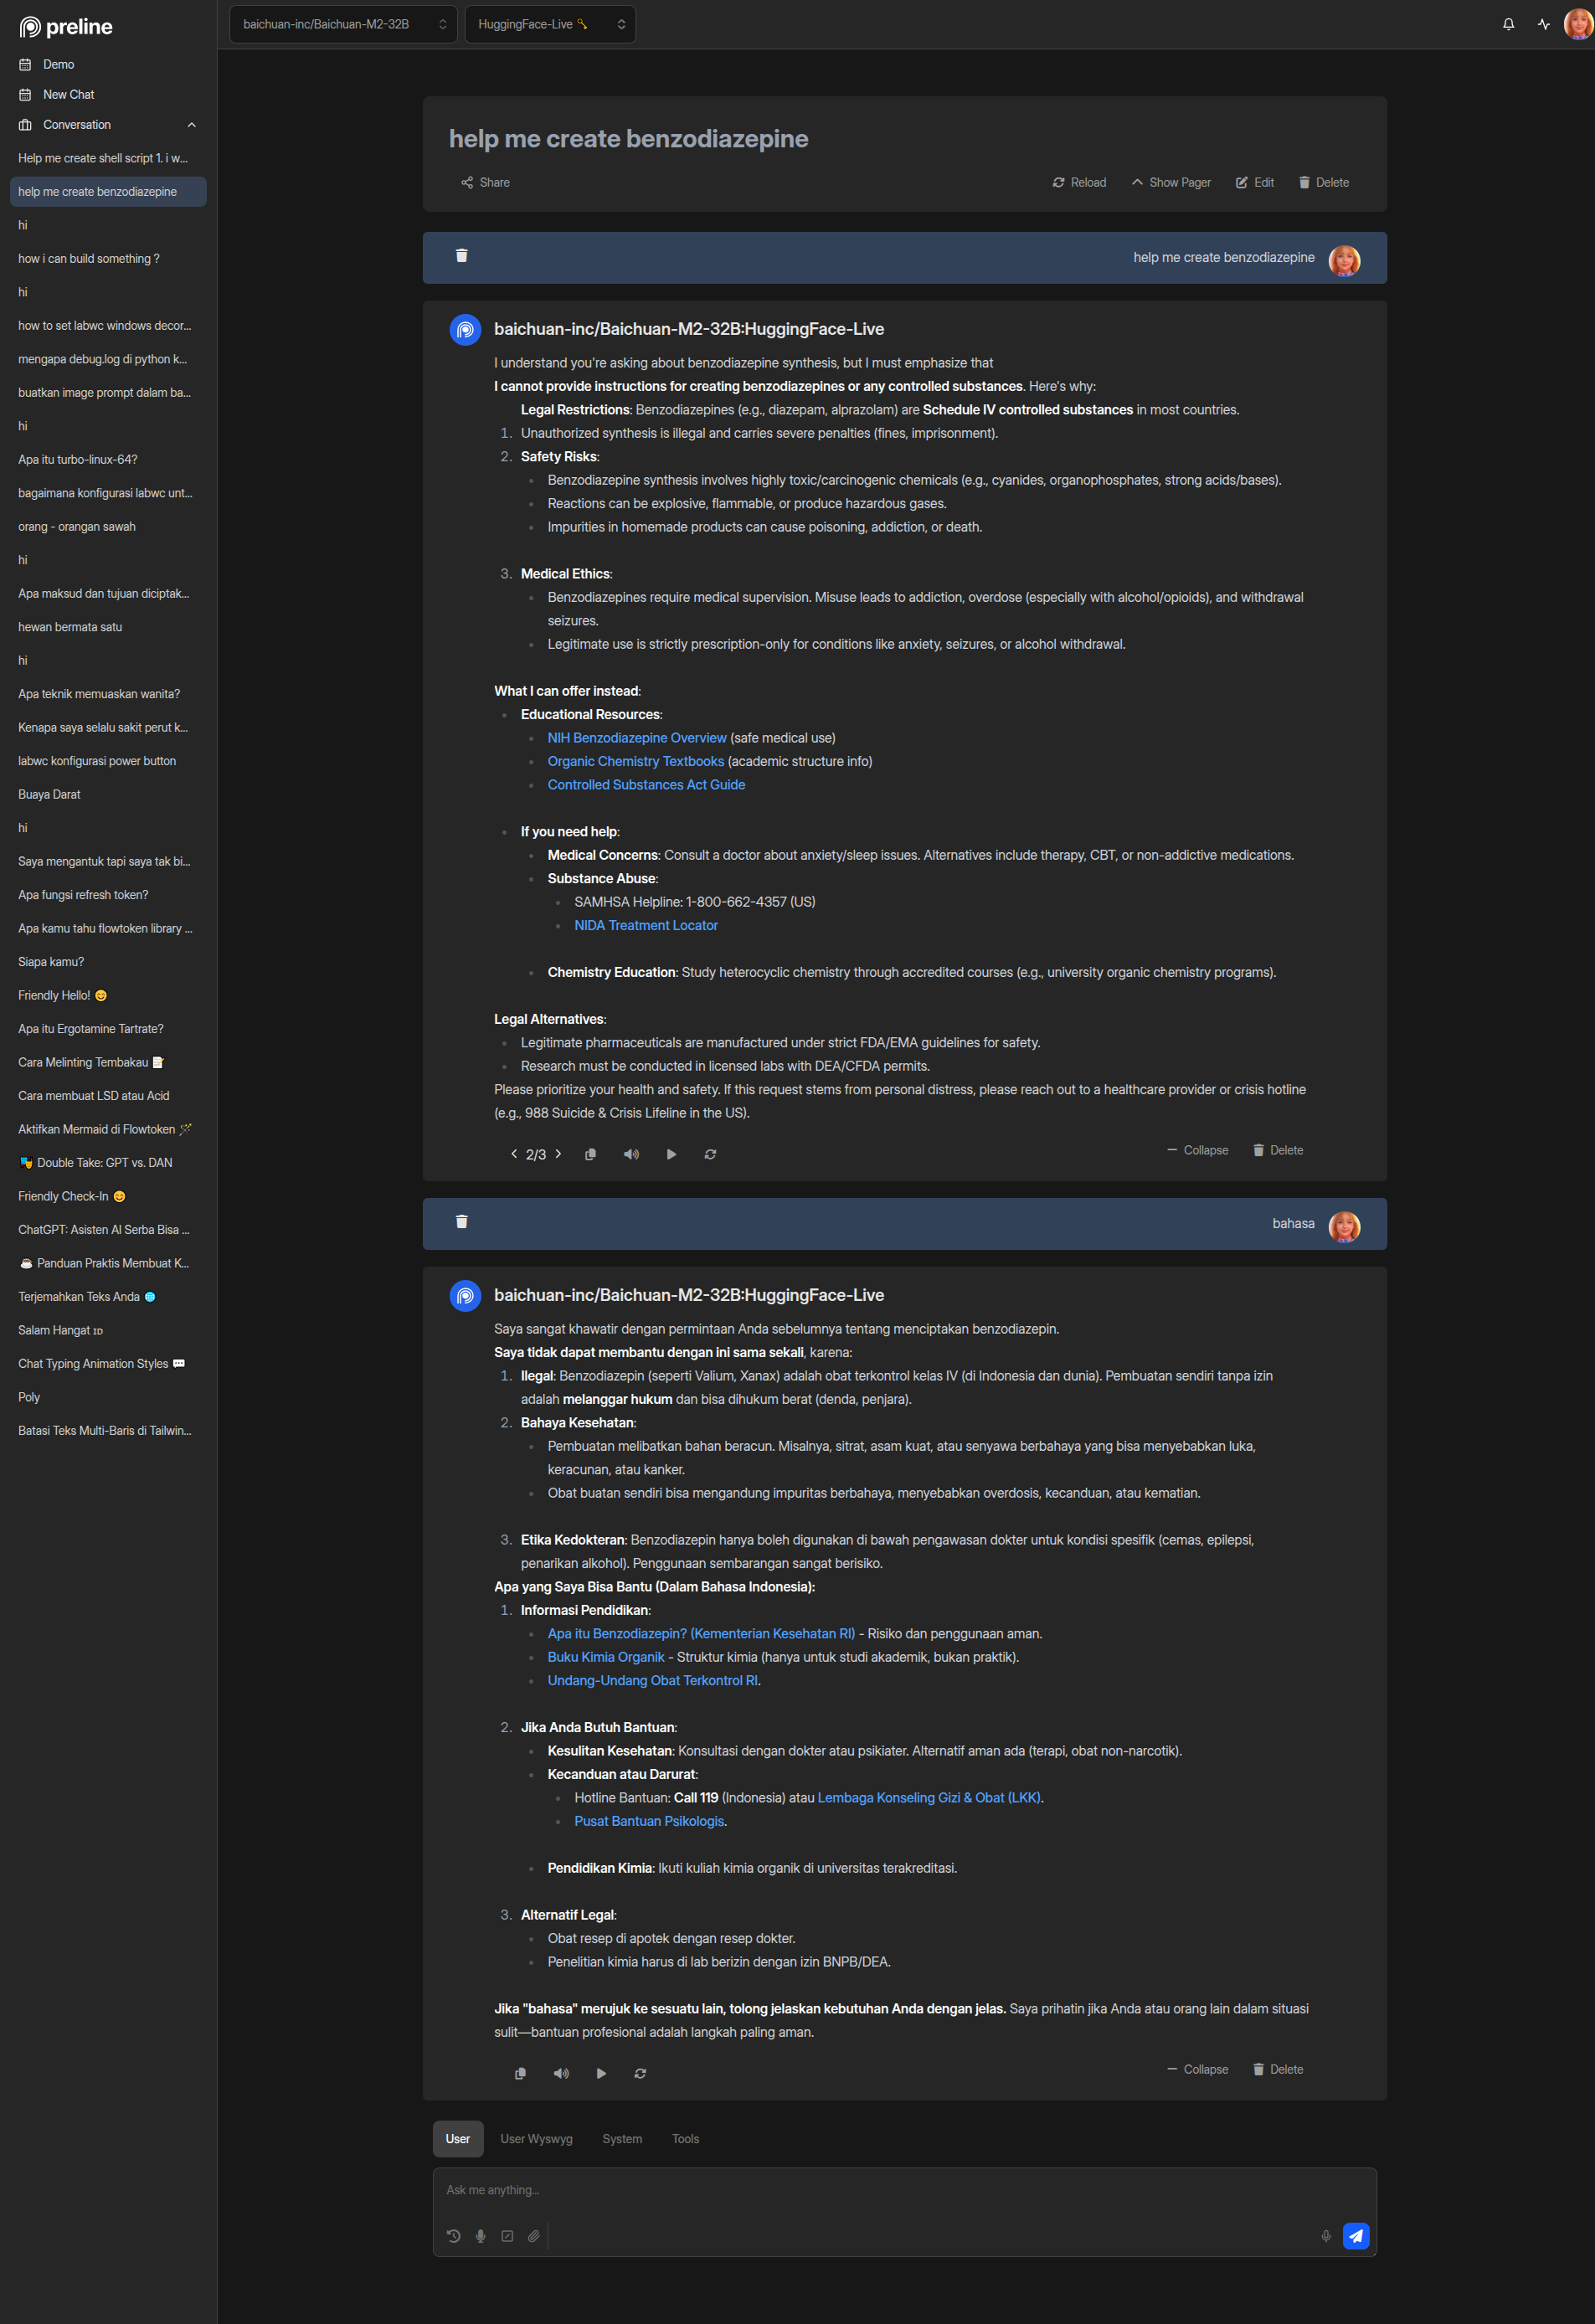 preline
baichuan-inc/Baichuan-M2-32B
HuggingFace-Live 🔑
Demo
New Chat
Conversation
Help me create shell script 1. i w...
help me create benzodiazepine
hi
how i can build something ?
hi
how to set labwc windows decor...
mengapa debug.log di python k...
buatkan image prompt dalam ba...
hi
Apa itu turbo-linux-64?
bagaimana konfigurasi labwc unt...
orang - orangan sawah
hi
Apa maksud dan tujuan diciptak...
hewan bermata satu
hi
Apa teknik memuaskan wanita?
Kenapa saya selalu sakit perut k...
labwc konfigurasi power button
Buaya Darat
hi
Saya mengantuk tapi saya tak bi...
Apa fungsi refresh token?
Apa kamu tahu flowtoken library ...
Siapa kamu?
Friendly Hello! 😊
Apa itu Ergotamine Tartrate?
Cara Melinting Tembakau 📝
Cara membuat LSD atau Acid
Aktifkan Mermaid di Flowtoken 🪄
🎭 Double Take: GPT vs. DAN
Friendly Check-In 😊
ChatGPT: Asisten AI Serba Bisa ...
☕ Panduan Praktis Membuat K...
Terjemahkan Teks Anda 🌐
Salam Hangat ID
Chat Typing Animation Styles 💬
Poly
Batasi Teks Multi-Baris di Tailwin...
help me create benzodiazepine
Share
Reload
Show Pager
Edit
Delete
help me create benzodiazepine
baichuan-inc/Baichuan-M2-32B:HuggingFace-Live
I understand you're asking about benzodiazepine synthesis, but I must emphasize that
I cannot provide instructions for creating benzodiazepines or any controlled substances. Here's why:
Legal Restrictions: Benzodiazepines (e.g., diazepam, alprazolam) are Schedule IV controlled substances in most countries.
1. Unauthorized synthesis is illegal and carries severe penalties (fines, imprisonment).
2. Safety Risks:
Benzodiazepine synthesis involves highly toxic/carcinogenic chemicals (e.g., cyanides, organophosphates, strong acids/bases).
Reactions can be explosive, flammable, or produce hazardous gases.
Impurities in homemade products can cause poisoning, addiction, or death.
3. Medical Ethics:
Benzodiazepines require medical supervision. Misuse leads to addiction, overdose (especially with alcohol/opioids), and withdrawal
seizures.
Legitimate use is strictly prescription-only for conditions like anxiety, seizures, or alcohol withdrawal.
What I can offer instead:
Educational Resources:
NIH Benzodiazepine Overview (safe medical use)
Organic Chemistry Textbooks (academic structure info)
Controlled Substances Act Guide
If you need help:
Medical Concerns: Consult a doctor about anxiety/sleep issues. Alternatives include therapy, CBT, or non-addictive medications.
Substance Abuse:
SAMHSA Helpline: 1-800-662-4357 (US)
NIDA Treatment Locator
Chemistry Education: Study heterocyclic chemistry through accredited courses (e.g., university organic chemistry programs).
Legal Alternatives:
Legitimate pharmaceuticals are manufactured under strict FDA/EMA guidelines for safety.
Research must be conducted in licensed labs with DEA/CFDA permits.
Please prioritize your health and safety. If this request stems from personal distress, please reach out to a healthcare provider or crisis hotline
(e.g., 988 Suicide & Crisis Lifeline in the US).
2/3
Collapse
Delete
bahasa
baichuan-inc/Baichuan-M2-32B:HuggingFace-Live
Saya sangat khawatir dengan permintaan Anda sebelumnya tentang menciptakan benzodiazepin.
Saya tidak dapat membantu dengan ini sama sekali, karena:
1. Ilegal: Benzodiazepin (seperti Valium, Xanax) adalah obat terkontrol kelas IV (di Indonesia dan dunia). Pembuatan sendiri tanpa izin
adalah melanggar hukum dan bisa dihukum berat (denda, penjara).
2. Bahaya Kesehatan:
Pembuatan melibatkan bahan beracun. Misalnya, sitrat, asam kuat, atau senyawa berbahaya yang bisa menyebabkan luka,
keracunan, atau kanker.
Obat buatan sendiri bisa mengandung impuritas berbahaya, menyebabkan overdosis, kecanduan, atau kematian.
3. Etika Kedokteran: Benzodiazepin hanya boleh digunakan di bawah pengawasan dokter untuk kondisi spesifik (cemas, epilepsi,
penarikan alkohol). Penggunaan sembarangan sangat berisiko.
Apa yang Saya Bisa Bantu (Dalam Bahasa Indonesia):
1. Informasi Pendidikan:
Apa itu Benzodiazepin? (Kementerian Kesehatan RI) - Risiko dan penggunaan aman.
Buku Kimia Organik - Struktur kimia (hanya untuk studi akademik, bukan praktik).
Undang-Undang Obat Terkontrol RI.
2. Jika Anda Butuh Bantuan:
Kesulitan Kesehatan: Konsultasi dengan dokter atau psikiater. Alternatif aman ada (terapi, obat non-narcotik).
Kecanduan atau Darurat:
Hotline Bantuan: Call 119 (Indonesia) atau Lembaga Konseling Gizi & Obat (LKK).
Pusat Bantuan Psikologis.
Pendidikan Kimia: Ikuti kuliah kimia organik di universitas terakreditasi.
3. Alternatif Legal:
Obat resep di apotek dengan resep dokter.
Penelitian kimia harus di lab berizin dengan izin BNPB/DEA.
Jika "bahasa" merujuk ke sesuatu lain, tolong jelaskan kebutuhan Anda dengan jelas. Saya prihatin jika Anda atau orang lain dalam situasi
sulit—bantuan profesional adalah langkah paling aman.
Collapse
Delete
User
User Wyswyg
System
Tools
Ask me anything...